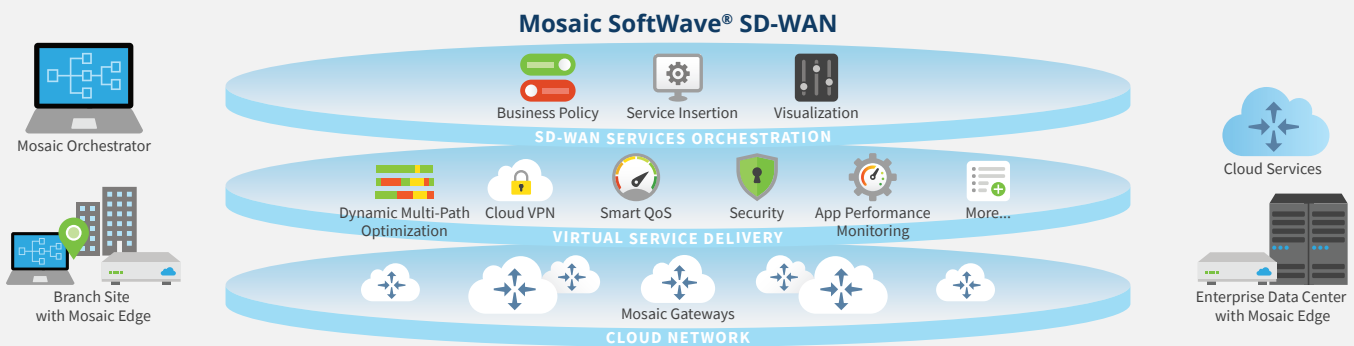 Mosaic SoftWave® SD-WAN
Mosaic Orchestrator
Branch Site
with Mosaic Edge
Business Policy
Service Insertion
Visualization
SD-WAN SERVICES ORCHESTRATION
Dynamic Multi-Path
Optimization
Cloud VPN
Smart QoS
Security
App Performance
Monitoring
More...
VIRTUAL SERVICE DELIVERY
Mosaic Gateways
CLOUD NETWORK
Cloud Services
Enterprise Data Center
with Mosaic Edge